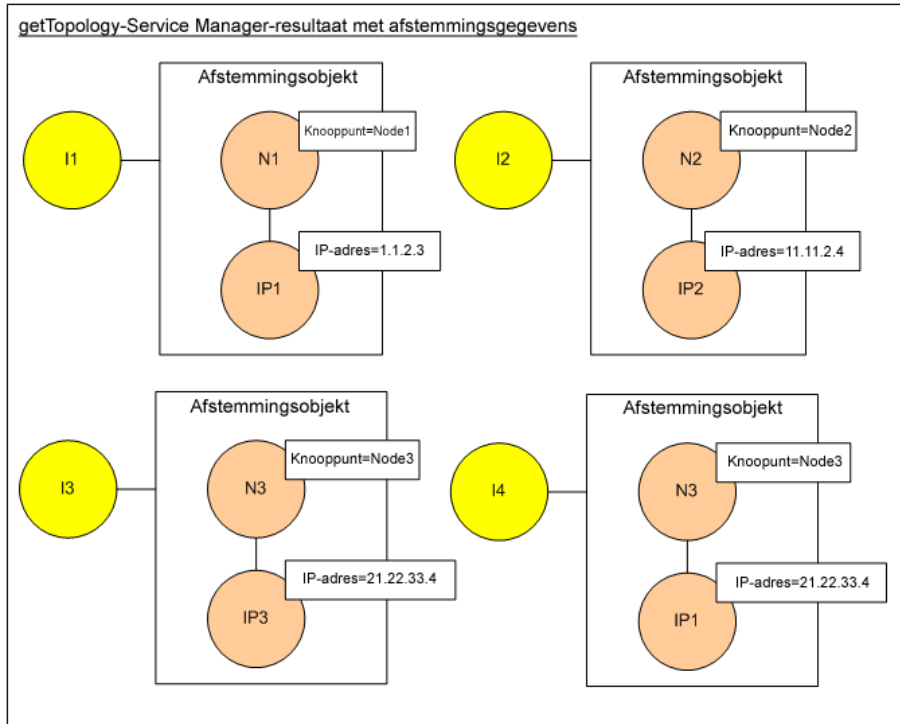 getTopology-Service Manager-resultaat met afstemmingsgegevens
Afstemmingsobjekt
I1
Knooppunt=Node1
N1
IP-adres=1.1.2.3
IP1
Afstemmingsobjekt
I2
Knooppunt=Node2
N2
IP-adres=11.11.2.4
IP2
Afstemmingsobjekt
I3
Knooppunt=Node3
N3
IP-adres=21.22.33.4
IP3
Afstemmingsobjekt
I4
Knoopunt=Node3
N3
IP-adres=21.22.33.4
IP1